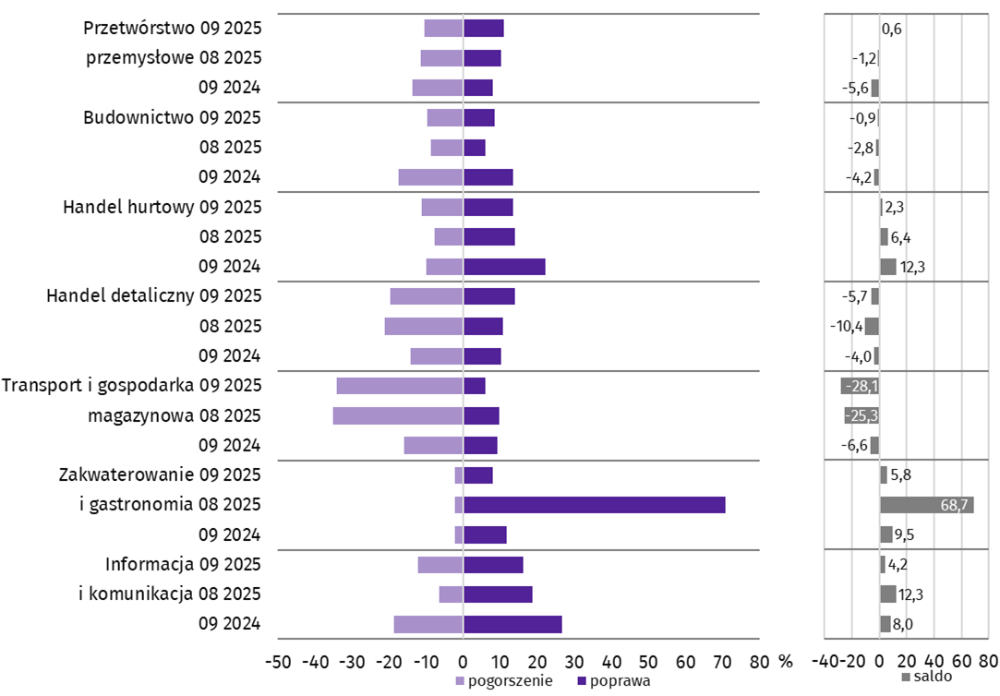 Przetwórstwo 09 2025 0,6
przemysłowe 08 2025 -1,2
09 2024 -5,6
Budownictwo 09 2025 -0,9
08 2025 -2,8
09 2024 -4,2
Handel hurtowy 09 2025 2,3
08 2025 6,4
09 2024 12,3
Handel detaliczny 09 2025 -5,7
08 2025 -10,4
09 2024 -4,0
Transport i gospodarka 09 2025 -28,1
magazynowa 08 2025 -25,3
09 2024 -6,6
Zakwaterowanie 09 2025 5,8
i gastronomia 08 2025 68,7
09 2024 9,5
Informacja 09 2025 4,2
i komunikacja 08 2025 12,3
09 2024 8,0
-50 -40 -30 -20 -10 0 10 20 30 40 50 60 70 80 % -40 -20 0 20 40 60 80
pogorszenie poprawa saldo